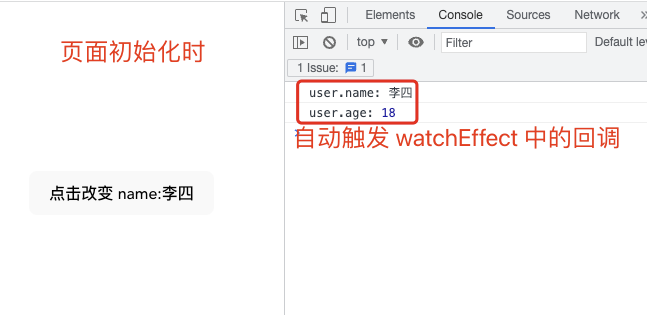 页面初始化时
点击改变 name:李四
Elements Console Sources Network »
top ▼ Filter Default lev
1 Issue: 1
user.name: 李四
user.age: 18
自动触发 watchEffect 中的回调